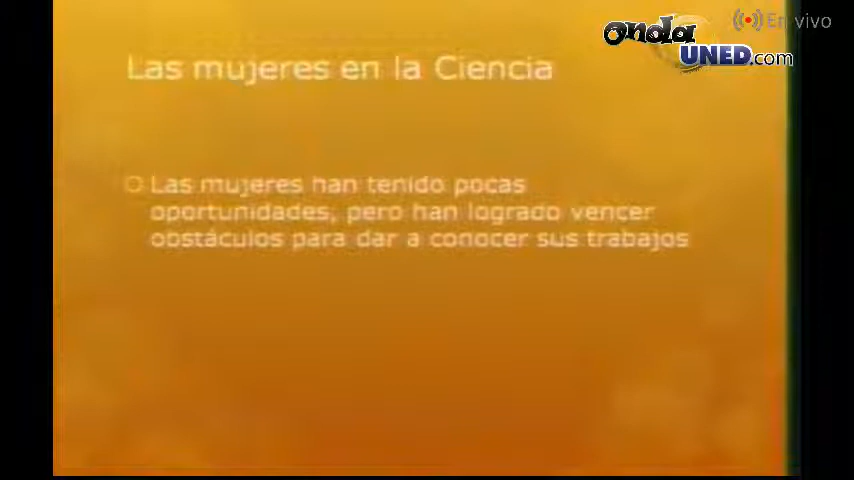 onda
UNED.com
En vivo
Las mujeres en la Ciencia
Las mujeres han tenido pocas
oportunidades, pero han logrado vencer
obstáculos para dar a conocer sus trabajos